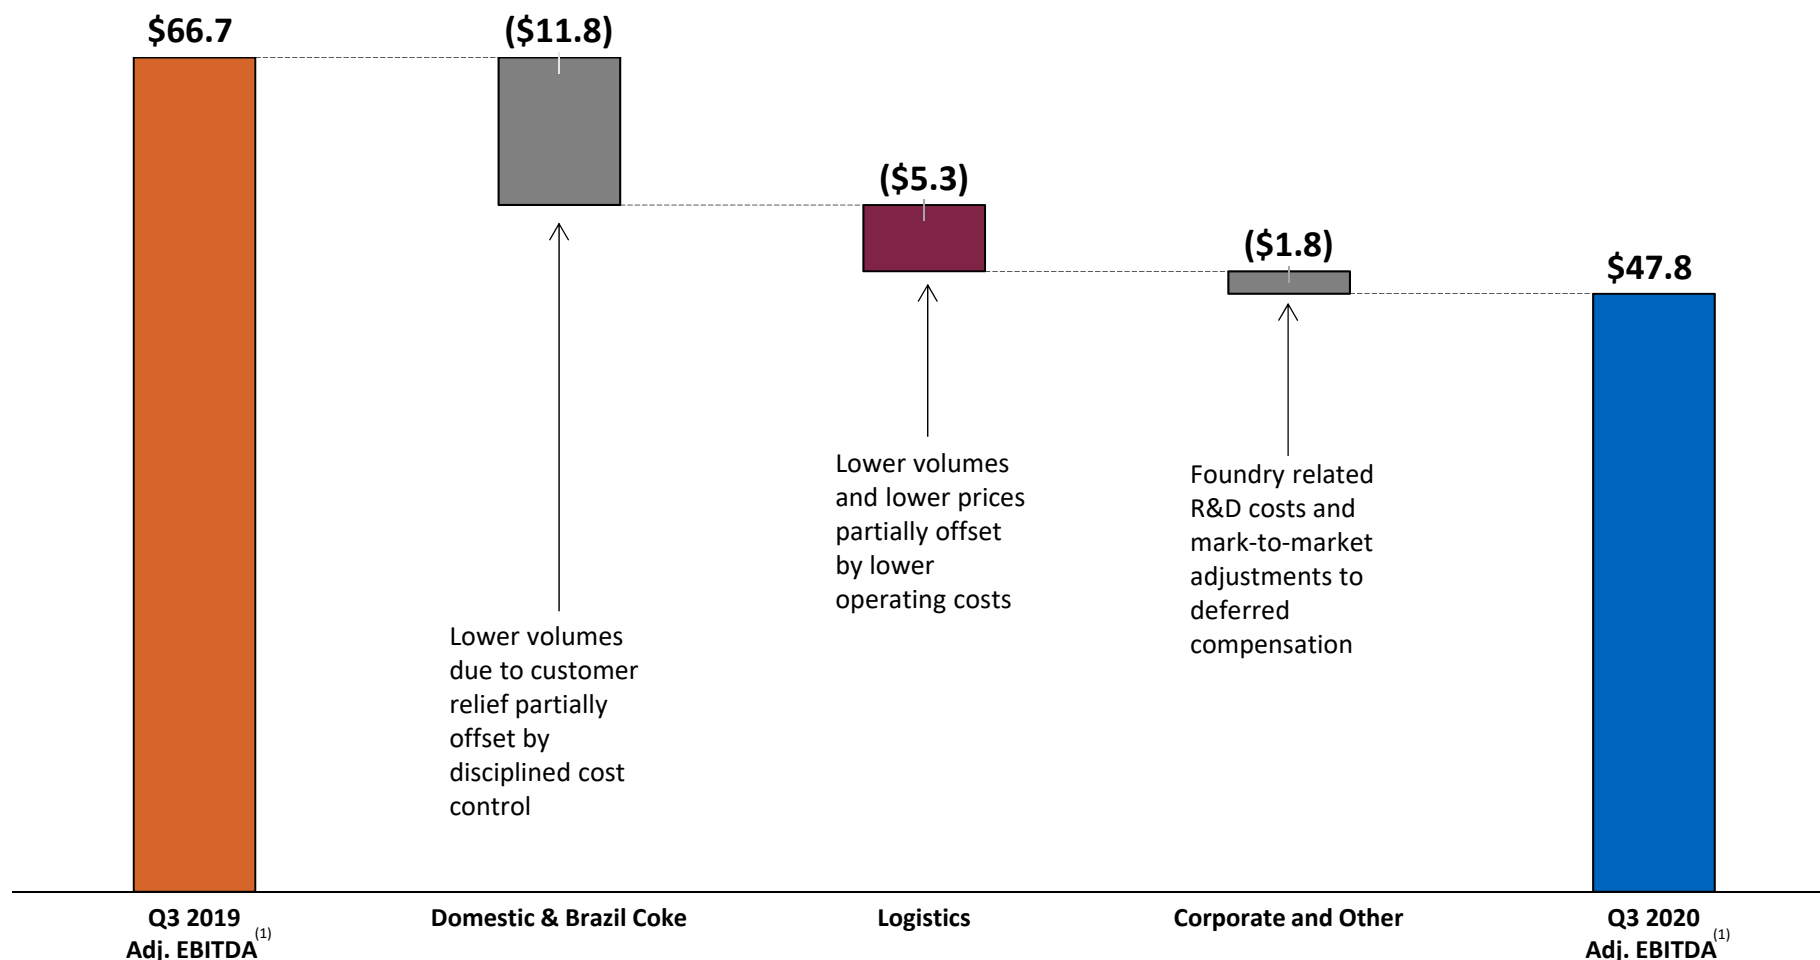 $66.7
($11.8)
($5.3)
($1.8)
$47.8
Lower volumes
due to customer
relief partially
offset by
disciplined cost
control
Lower volumes
and lower prices
partially offset
by lower
operating costs
Foundry related
R&D costs and
mark-to-market
adjustments to
deferred
compensation
Q3 2019
Adj. EBITDA(1)
Domestic & Brazil Coke
Logistics
Corporate and Other
Q3 2020
Adj. EBITDA(1)